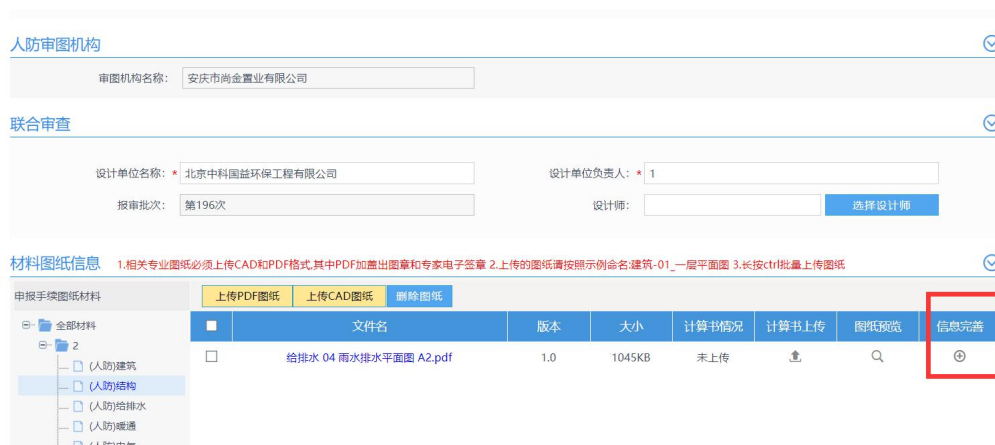 人防审图机构
审图机构名称： 安庆市尚金置业有限公司
联合审查
设计单位名称：* 北京中科国益环保工程有限公司 设计单位负责人：* 1
报审批次： 第196次 设计师： 选择设计师
材料图纸信息 1.相关专业图纸必须上传CAD和PDF格式,其中PDF加盖出图章和专家电子签章 2.上传的图纸请按照示例命名:建筑-01_一层平面图 3.长按ctrl批量上传图纸
申报手续图纸材料 上传PDF图纸 上传CAD图纸 删除图纸
全部材料 文件名 版本 大小 计算书情况 计算书上传 图纸预览 信息完善
2
给排水 04 雨水排水平面图 A2.pdf 1.0 1045KB 未上传
(人防)建筑
(人防)结构
(人防)给排水
(人防)暖通
(人防)电气